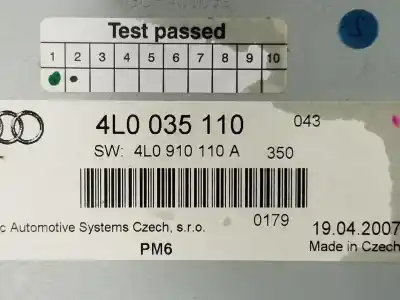 Test passed
1 2 3 4 5 6 7 8 9 10
4L0 035 110 043
SW: 4L0 910 110 A 350
0179
c Automotive Systems Czech, s.r.o. 19.04.2007
PM6 Made in Czech